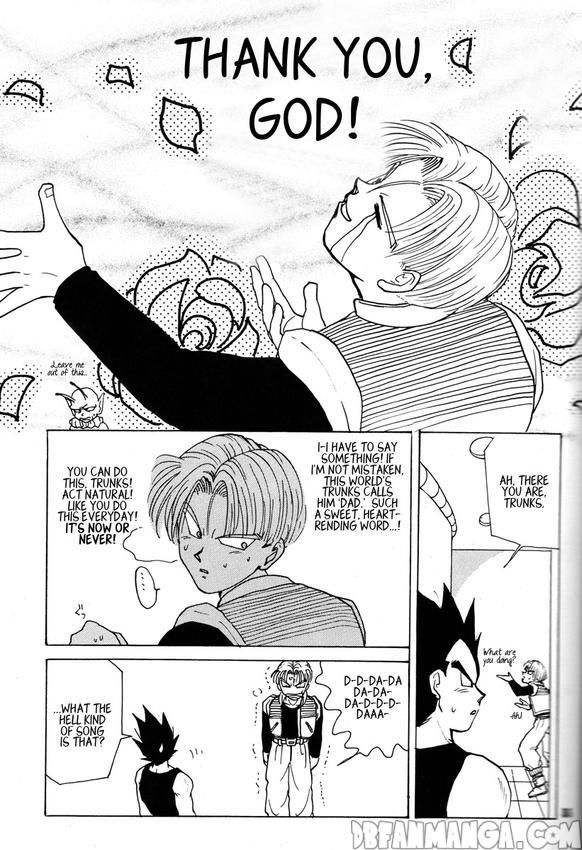 THANK YOU,
GOD!
Leave me
out of this..
AH, THERE
YOU ARE,
TRUNKS.
What are
you doing?
-AHJ
I-I HAVE TO SAY
SOMETHING! IF
I'M NOT MISTAKEN,
THIS WORLD'S
TRUNKS CALLS
HIM 'DAD.' SUCH
A SWEET, HEART-
RENDING WORD...!
YOU CAN DO
THIS, TRUNKS!
ACT NATURAL!
LIKE YOU DO
THIS EVERYDAY!
IT'S NOW OR
NEVER!
...
D-D-DA-DA
DA-DA-
DA-D-D-D-
DAAA-
...WHAT THE
HELL KIND
OF SONG
IS THAT?
DBFANMANGA.COM